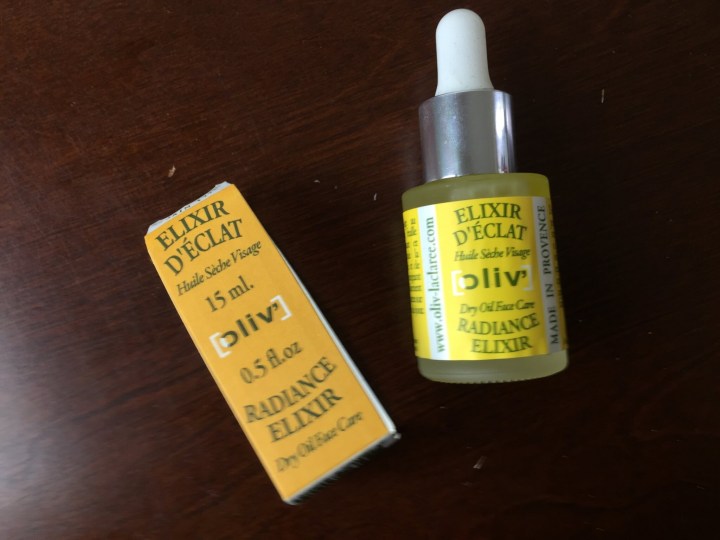 ELIXIR
D'ÉCLAT
Huile Sèche Visage
15 ml.
[oliv']
0.5 fl.oz
RADIANCE
ELIXIR
Dry Oil Face Care
www.oliv-laclaree.com
ELIXIR
D'ÉCLAT
Huile Sèche Visage
[oliv']
Dry Oil Face Care
RADIANCE
ELIXIR
MADE IN PROVENCE